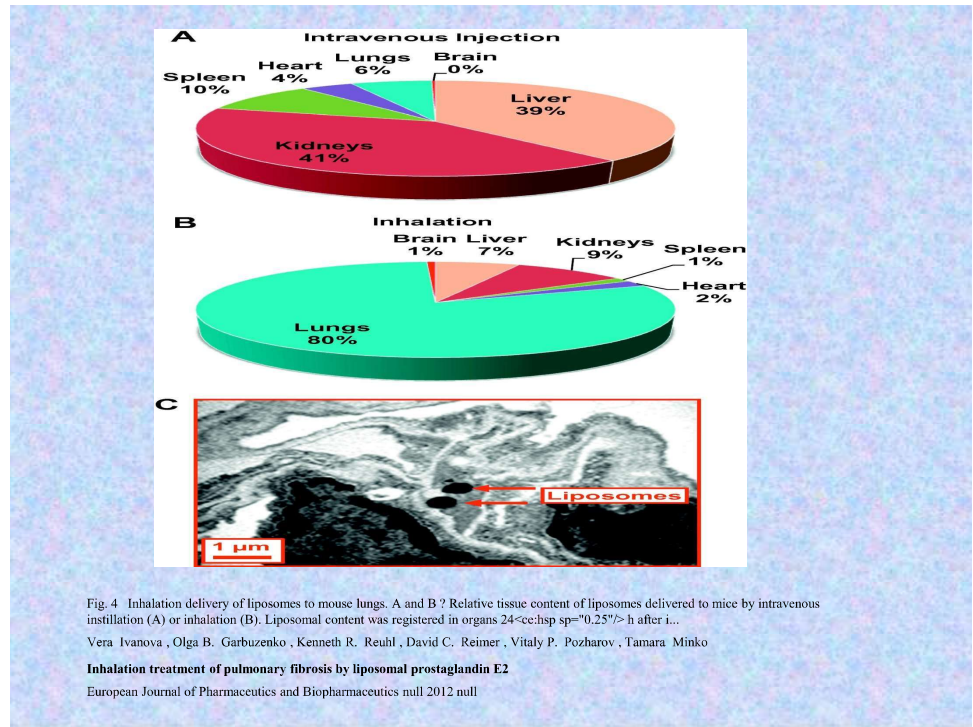 A
Intravenous Injection
Spleen
10%
Heart
4%
Lungs
6%
Brain
0%
Liver
39%
Kidneys
41%
B
Inhalation
Brain
1%
Liver
7%
Kidneys
9%
Spleen
1%
Heart
2%
Lungs
80%
C
Liposomes
1 µm
Fig. 4 Inhalation delivery of liposomes to mouse lungs. A and B ? Relative tissue content of liposomes delivered to mice by intravenous
instillation (A) or inhalation (B). Liposomal content was registered in organs 24<ce:hsp sp="0.25"/> h after i...
Vera Ivanova , Olga B. Garbuzenko , Kenneth R. Reuhl , David C. Reimer , Vitaly P. Pozharov , Tamara Minko
Inhalation treatment of pulmonary fibrosis by liposomal prostaglandin E2
European Journal of Pharmaceutics and Biopharmaceutics null 2012 null